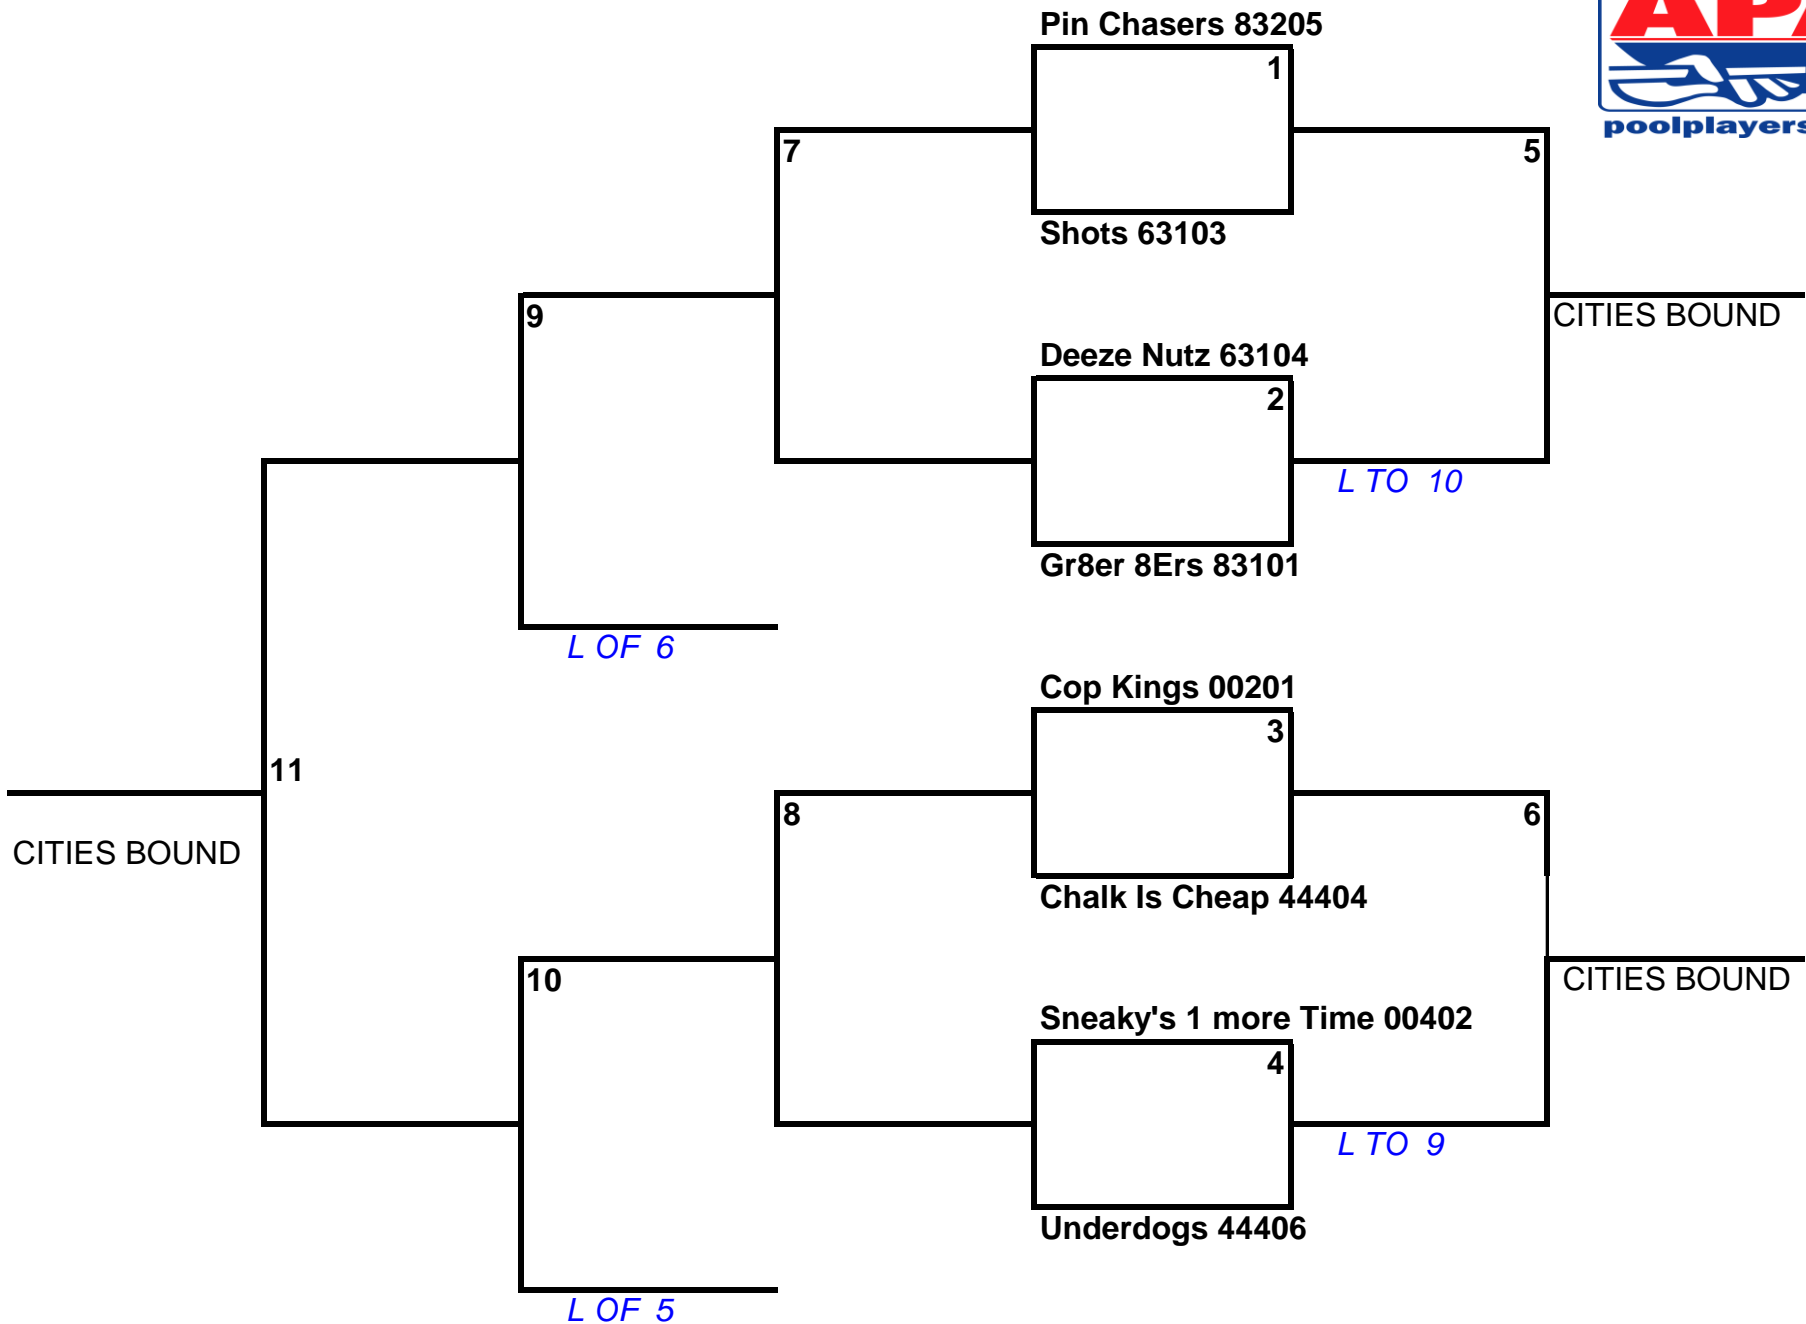 Pin Chasers 83205
APA
1
poolplayers
7
5
Shots 63103
9
CITIES BOUND
Deeze Nutz 63104
2
L TO 10
Gr8er 8Ers 83101
L OF 6
Cop Kings 00201
3
11
8
6
CITIES BOUND
Chalk Is Cheap 44404
10
CITIES BOUND
Sneaky's 1 more Time 00402
4
L TO 9
Underdogs 44406
L OF 5